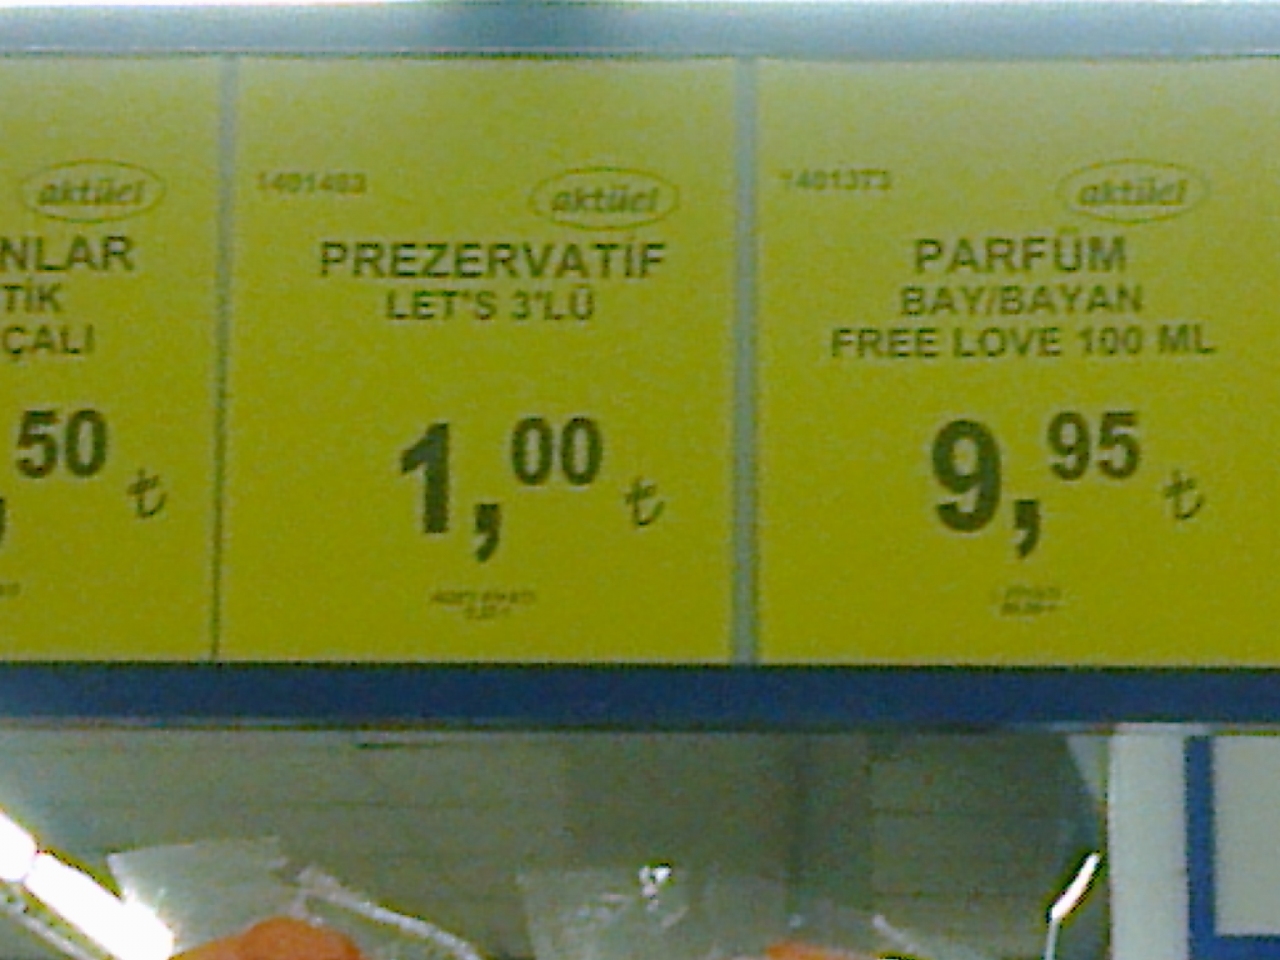 aktüel
NLAR
TİK
ÇALI
,50 ₺
1401483 aktüel
PREZERVATİF
LET'S 3'LÜ
1,00 ₺
1401373 aktüel
PARFÜM
BAY/BAYAN
FREE LOVE 100 ML
9,95 ₺